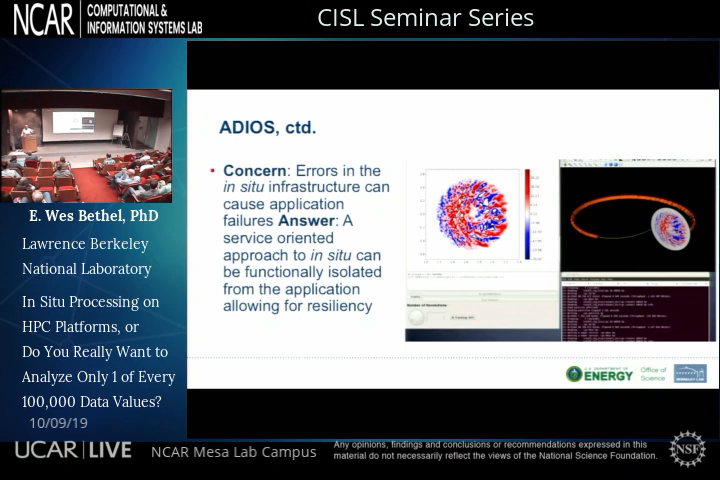 NCAR
COMPUTATIONAL &
INFORMATION SYSTEMS LAB
CISL Seminar Series
E. Wes Bethel, PhD
Lawrence Berkeley
National Laboratory
In Situ Processing on
HPC Platforms, or
Do You Really Want to
Analyze Only 1 of Every
100,000 Data Values?
10/09/19
ADIOS, ctd.
• Concern: Errors in the
in situ infrastructure can
cause application
failures Answer: A
service oriented
approach to in situ can
be functionally isolated
from the application
allowing for resiliency
U.S. DEPARTMENT OF
ENERGY
Office of
Science
UCAR LIVE
NCAR Mesa Lab Campus
Any opinions, findings and conclusions or recommendations expressed in this
material do not necessarily reflect the views of the National Science Foundation.
NSF